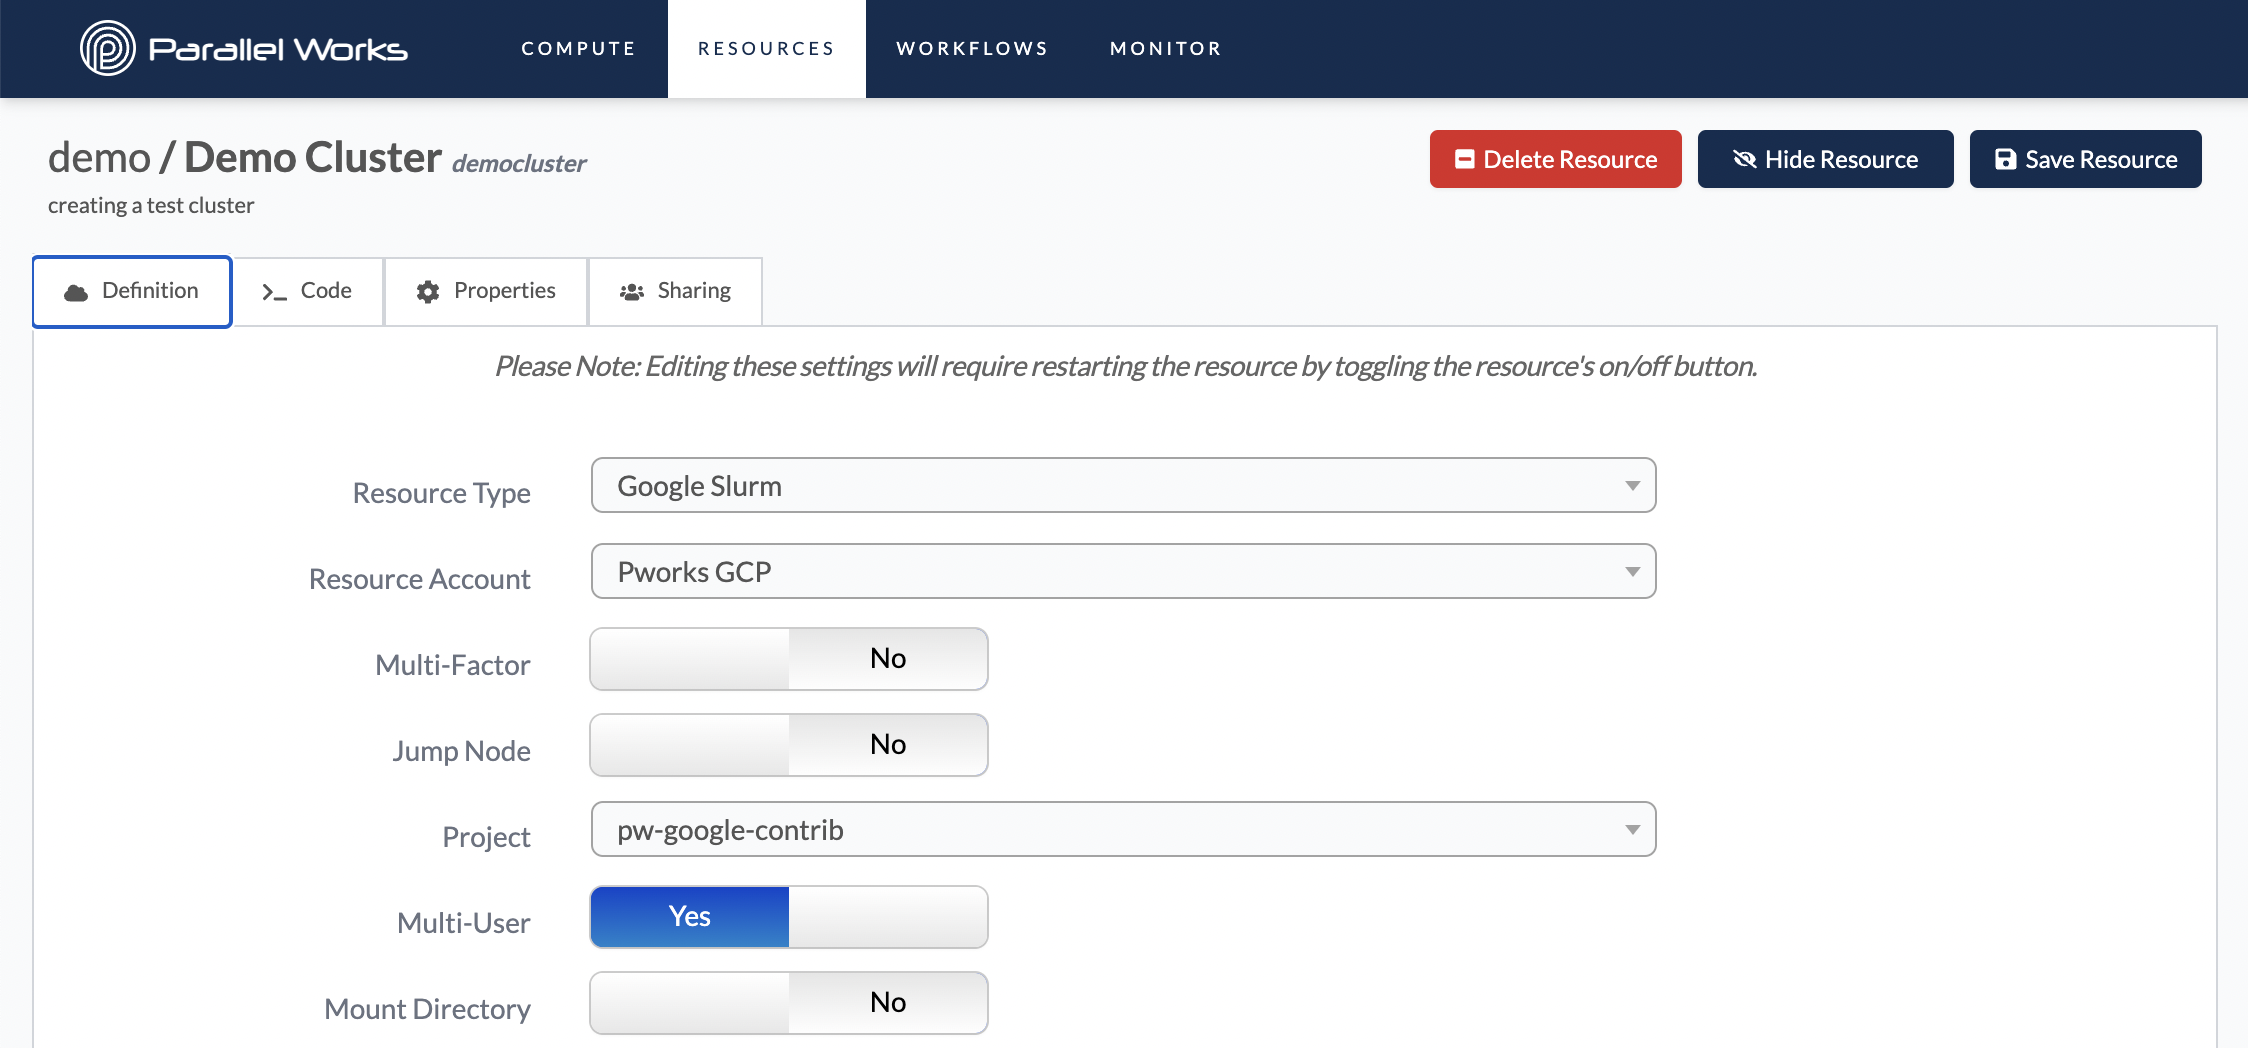 Parallel Works
COMPUTE
RESOURCES
WORKFLOWS
MONITOR
demo / Demo Cluster democluster
creating a test cluster
Delete Resource
Hide Resource
Save Resource
Definition
Code
Properties
Sharing
Please Note: Editing these settings will require restarting the resource by toggling the resource's on/off button.
Resource Type
Google Slurm
Resource Account
Pworks GCP
Multi-Factor
No
Jump Node
No
Project
pw-google-contrib
Multi-User
Yes
Mount Directory
No